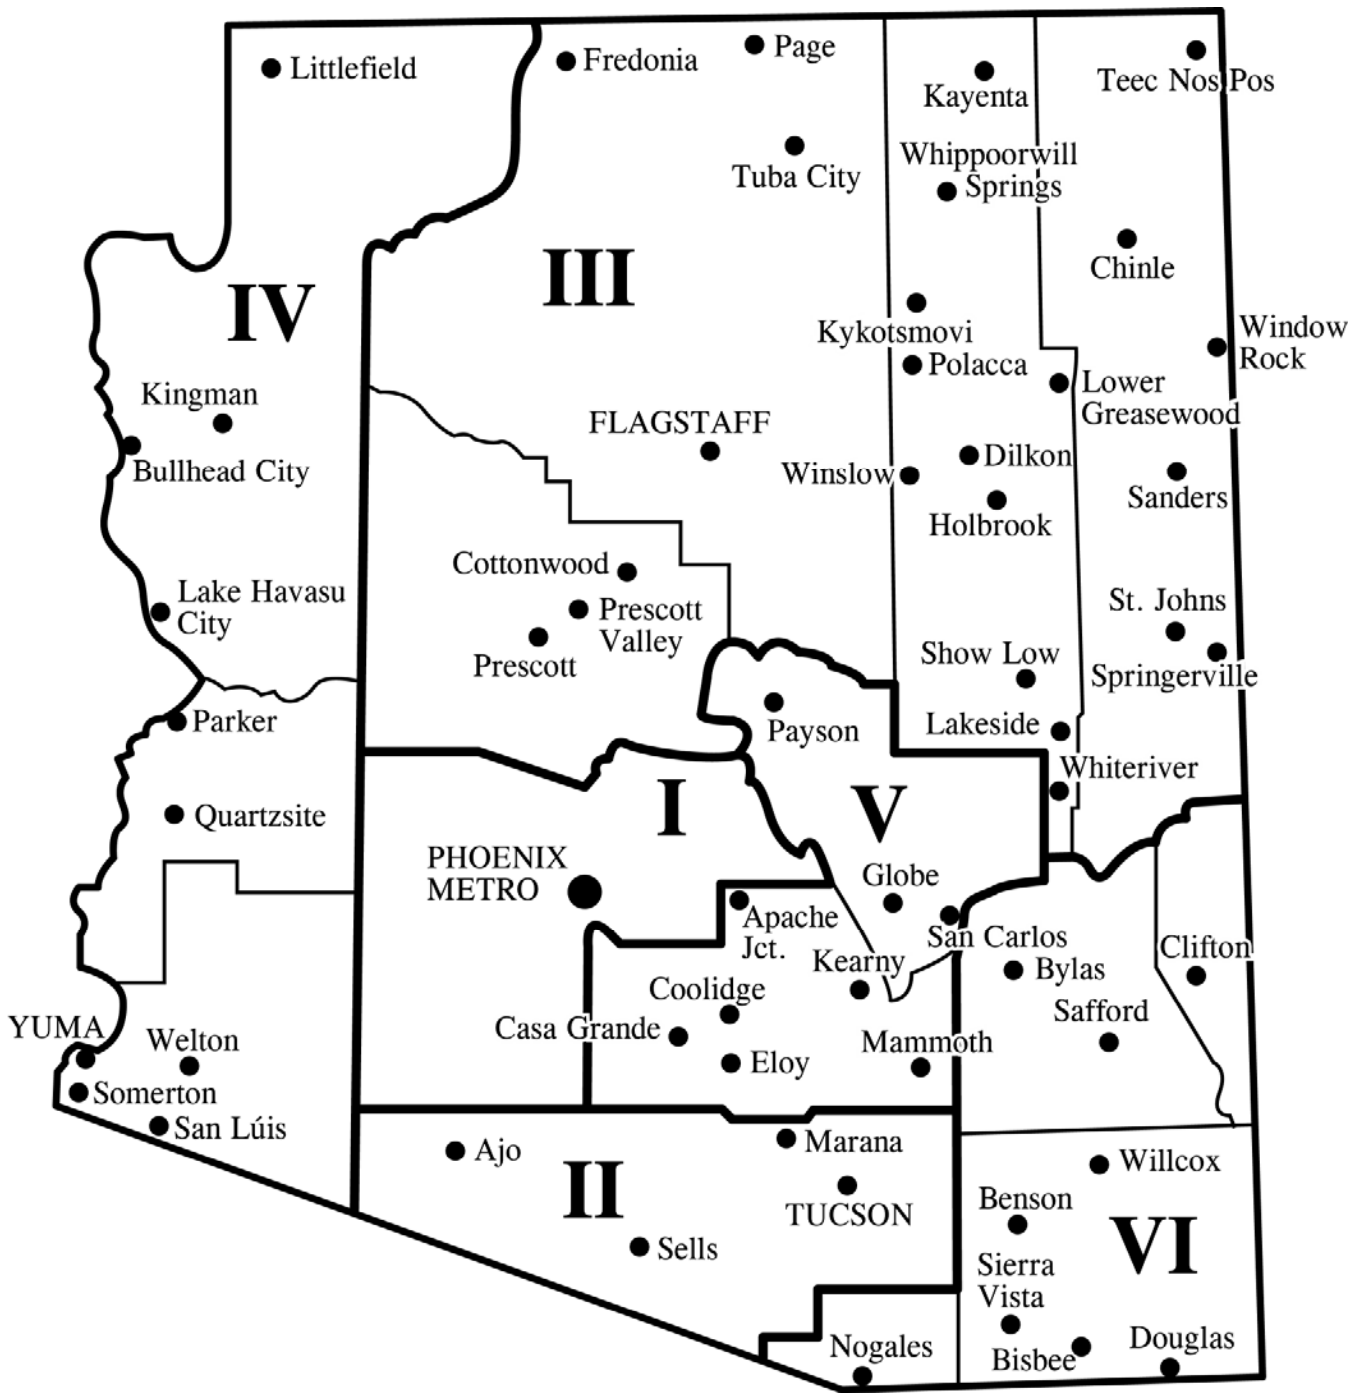 Littlefield
Fredonia
Page
Teec Nos Pos
Kayenta
Tuba City
Whippoorwill
Springs
Chinle
III
IV
Kykotsmovi
Window
Rock
Polacca
Lower
Greasewood
Kingman
FLAGSTAFF
Bullhead City
Winslow
Dilkon
Sanders
Holbrook
Cottonwood
Lake Havasu
City
Prescott
Valley
St. Johns
Prescott
Show Low
Springerville
Parker
Payson
Lakeside
Whiteriver
I
V
Quartzsite
PHOENIX
METRO
Globe
Apache
Jct.
San Carlos
Clifton
Kearny
Bylas
Coolidge
Safford
YUMA
Welton
Casa Grande
Mammoth
Eloy
Somerton
San Lúis
Ajo
Marana
Willcox
II
TUCSON
Benson
VI
Sells
Sierra
Vista
Nogales
Bisbee
Douglas